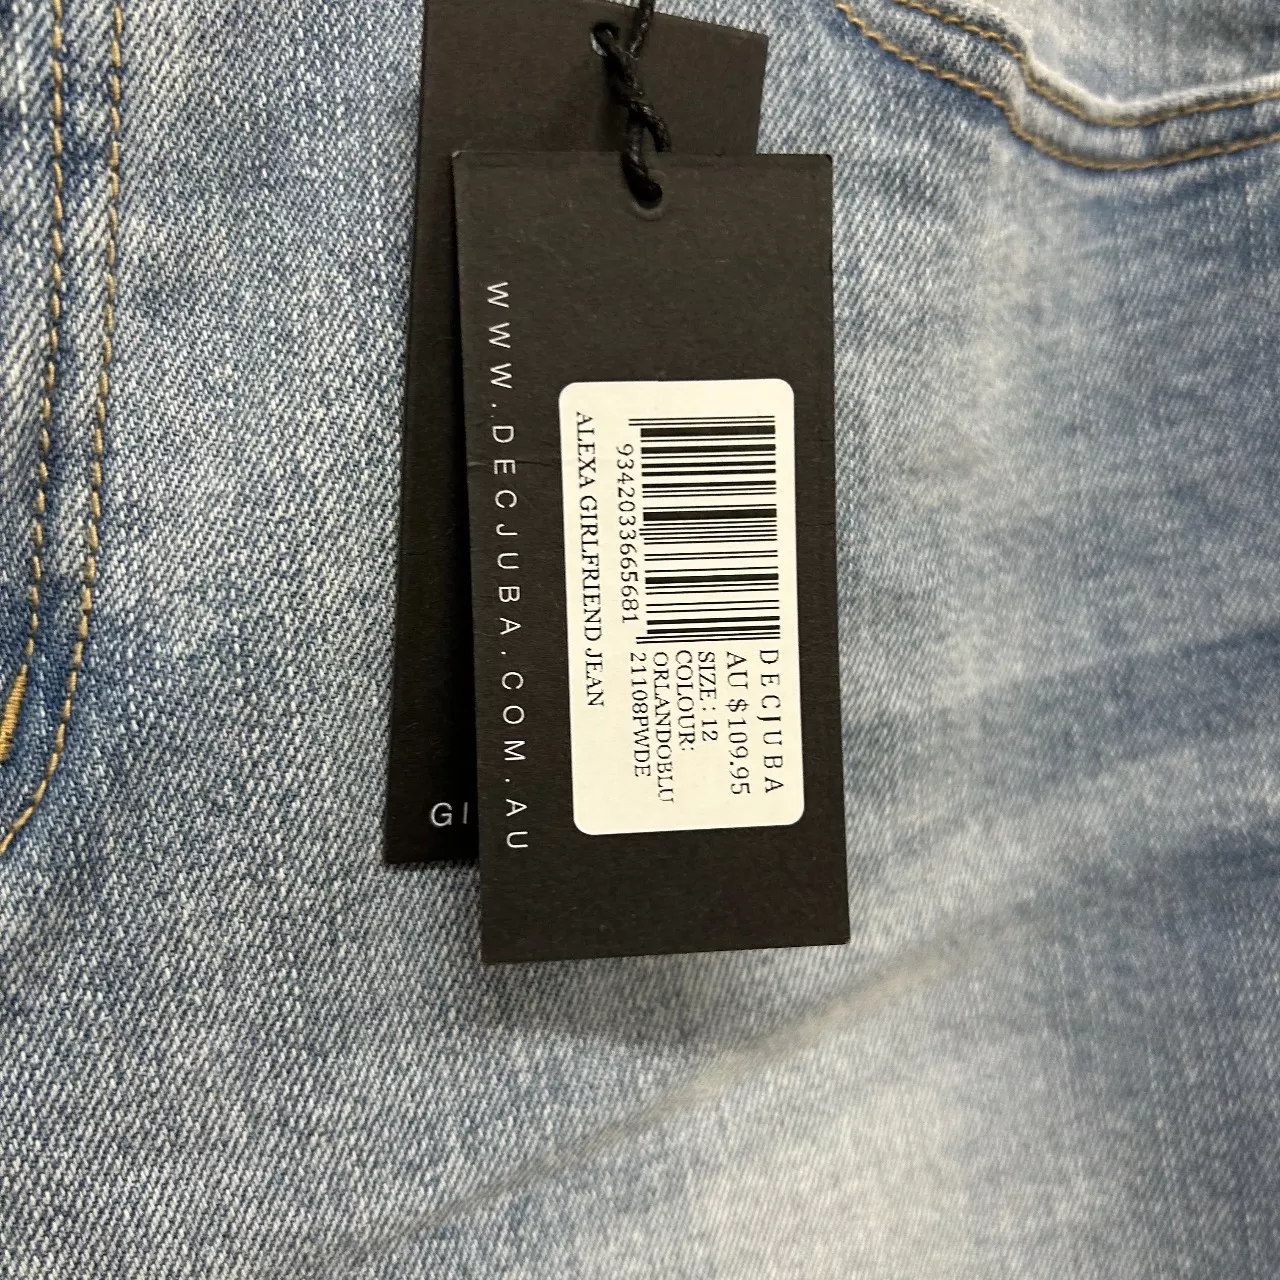 DECJUBA
AU $109.95
SIZE: 12
COLOUR:
ORLANDOBLU
21108PWDE
9342033665681
ALEXA GIRLFRIEND JEAN
WWW.DECJUBA.COM.AU
GI